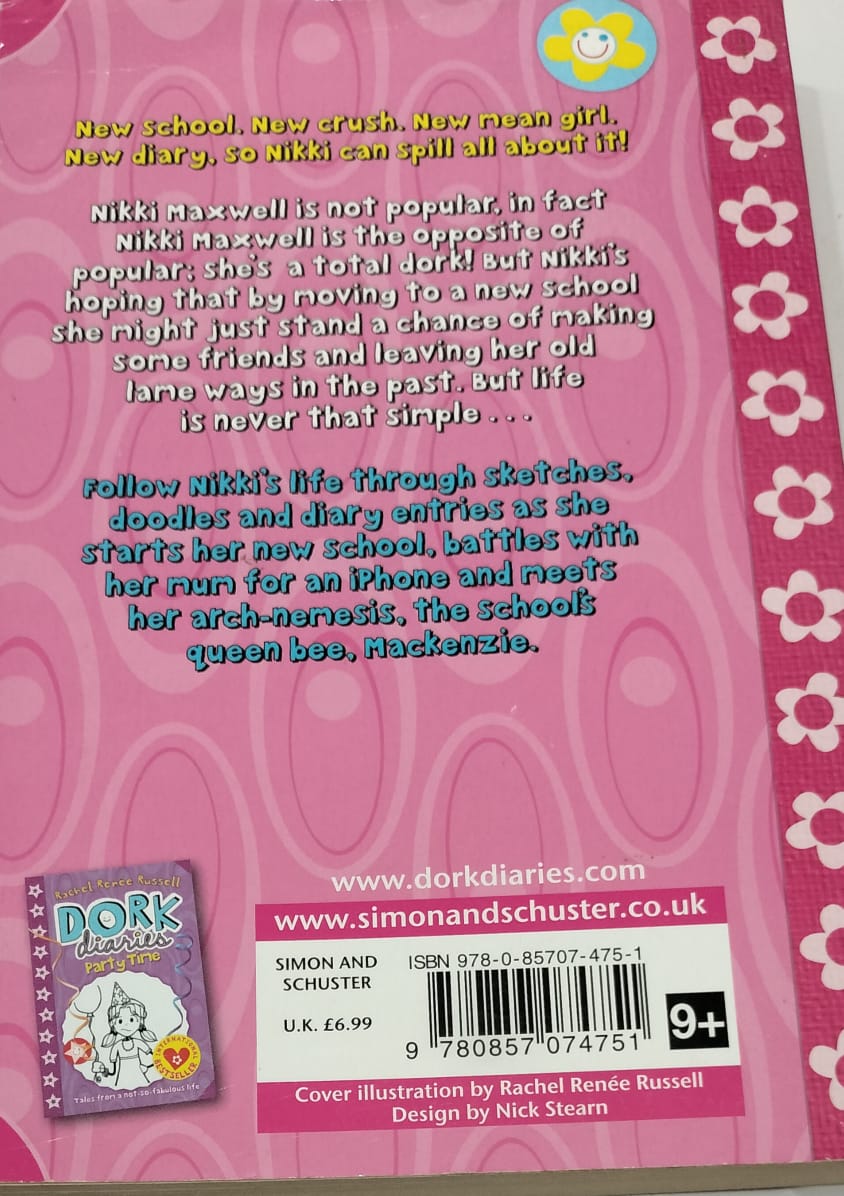 New school. New crush. New mean girl.
New diary, so Nikki can spill all about it!
Nikki Maxwell is not popular, in fact
Nikki Maxwell is the opposite of
popular; she's a total dork! But Nikki's
hoping that by moving to a new school
she might just stand a chance of making
some friends and leaving her old
lame ways in the past. But life
is never that simple . . .
Follow Nikki's life through sketches,
doodles and diary entries as she
starts her new school, battles with
her mum for an iPhone and meets
her arch-nemesis, the school's
queen bee, Mackenzie.
Rachel Renée Russell
DORK
diaries
Party Time
INTERNATIONAL
BESTSELLER
Tales from a not-so-fabulous life
www.dorkdiaries.com
www.simonandschuster.co.uk
SIMON AND
SCHUSTER
U.K. £6.99
ISBN 978-0-85707-475-1
9 780857 074751
9+
Cover illustration by Rachel Renée Russell
Design by Nick Stearn